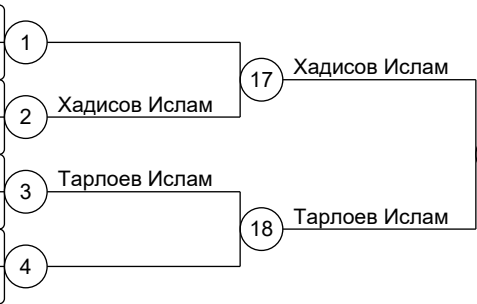 1
17 Хадисов Ислам
2 Хадисов Ислам
3 Тарлоев Ислам
18 Тарлоев Ислам
4